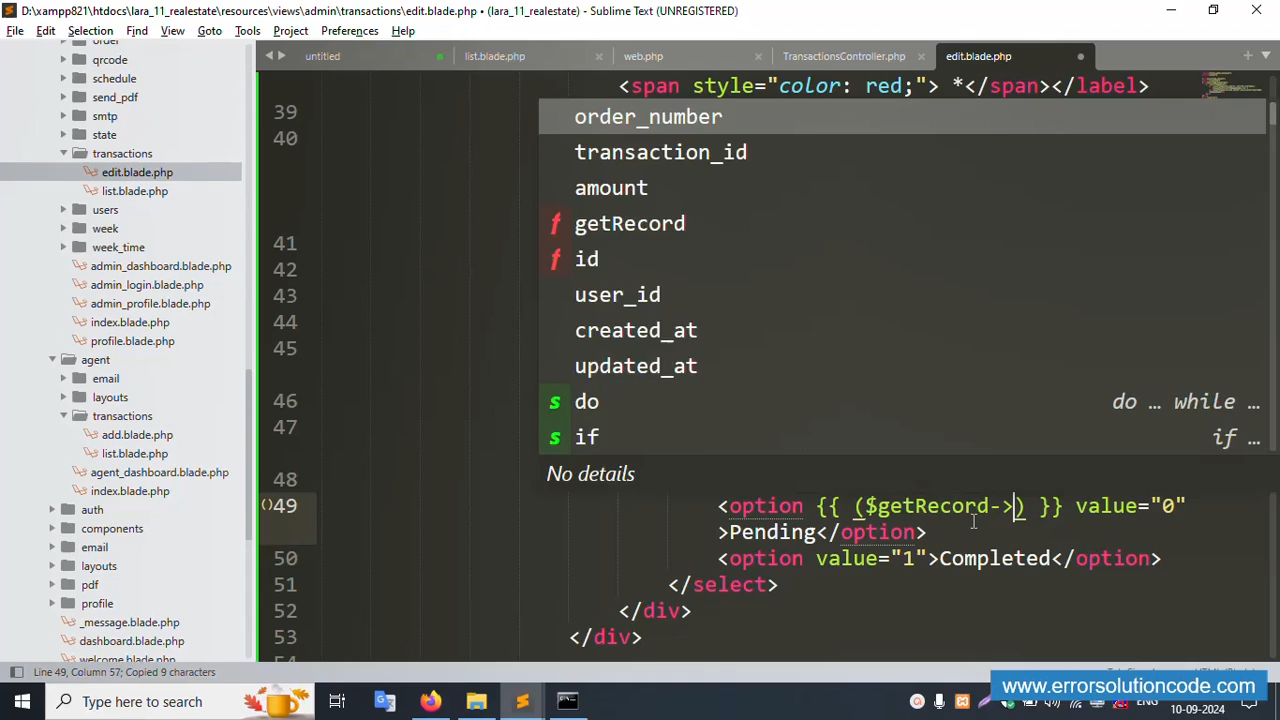 D:\xampp821\htdocs\lara_11_realestate\resources\views\admin\transactions\edit.blade.php • (lara_11_realestate) - Sublime Text (UNREGISTERED)
File Edit Selection Find View Goto Tools Project Preferences Help
untitled list.blade.php web.php TransactionsController.php edit.blade.php
qrcode
schedule
send_pdf
smtp
state
transactions
edit.blade.php
list.blade.php
users
week
week_time
admin_dashboard.blade.php
admin_login.blade.php
admin_profile.blade.php
index.blade.php
profile.blade.php
agent
email
layouts
transactions
add.blade.php
list.blade.php
agent_dashboard.blade.php
index.blade.php
auth
components
email
layouts
pdf
profile
_message.blade.php
dashboard.blade.php
welcome.blade.php
<span style="color: red;"> *</span></label>
39
40
41
42
43
44
45
46
47
48
order_number
transaction_id
amount
f getRecord
f id
user_id
created_at
updated_at
s do do … while …
s if if …
No details
49 <option {{ ($getRecord->) }} value="0"
>Pending</option>
50 <option value="1">Completed</option>
51 </select>
52 </div>
53 </div>
Line 49, Column 57; Copied 9 characters
www.errorsolutioncode.com
Type here to search
ENG
10-09-2024